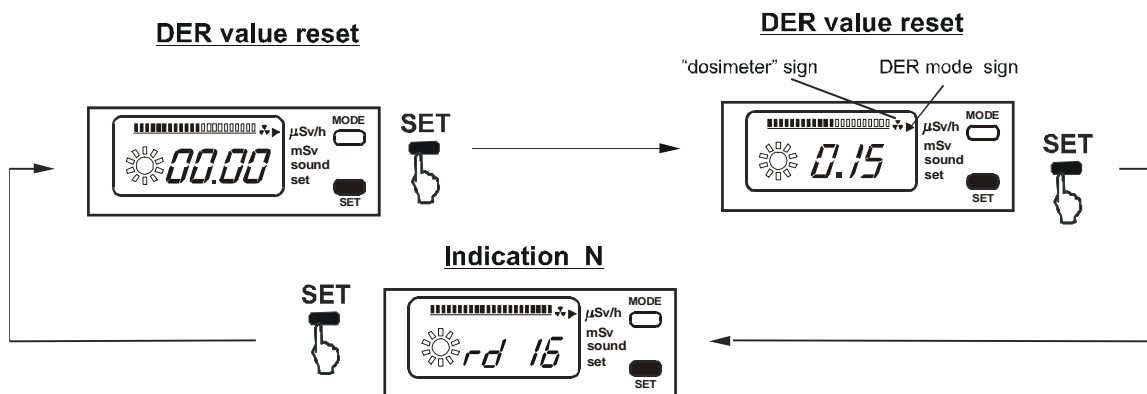 DER value reset
DER value reset
"dosimeter" sign
DER mode sign
MODE
µSv/h
mSv
sound
set
SET
00.00
SET
MODE
µSv/h
mSv
sound
set
SET
0.15
SET
Indication N
SET
MODE
µSv/h
mSv
sound
set
SET
rd 16